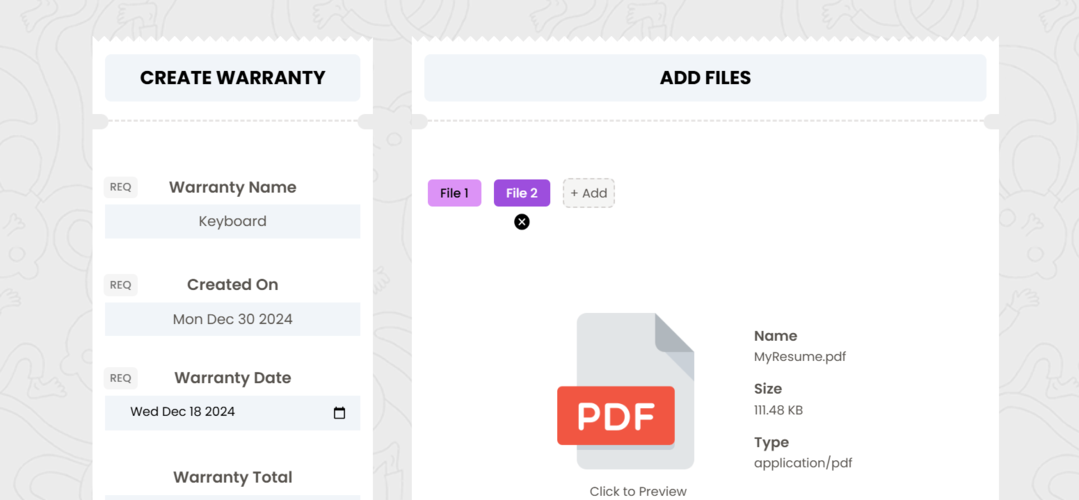 CREATE WARRANTY
REQ
Warranty Name
Keyboard
REQ
Created On
Mon Dec 30 2024
REQ
Warranty Date
Wed Dec 18 2024
Warranty Total
ADD FILES
File 1
File 2
+ Add
PDF
Click to Preview
Name
MyResume.pdf
Size
111.48 KB
Type
application/pdf